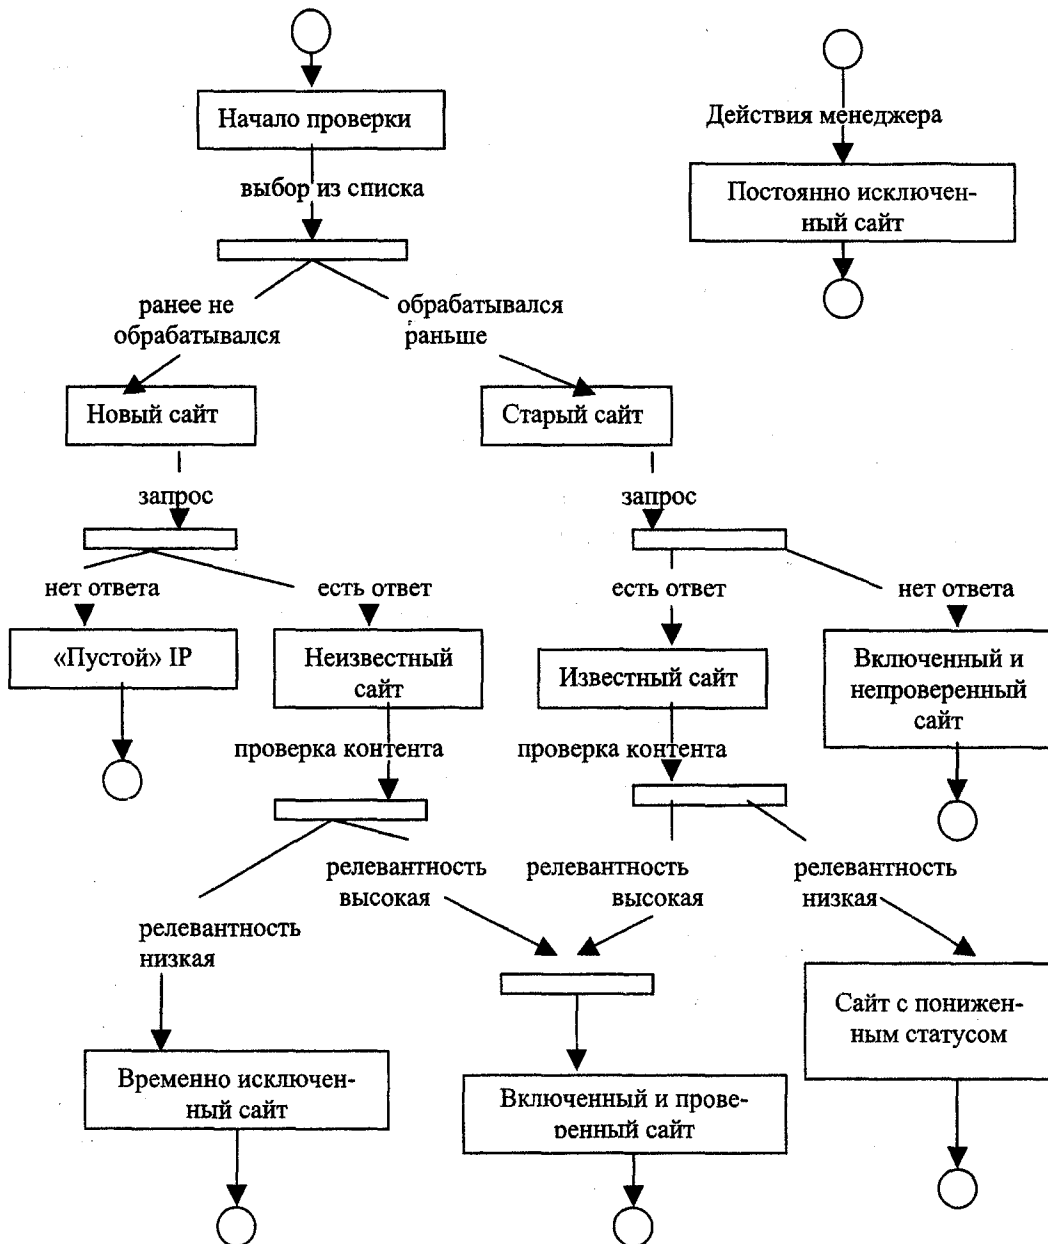 Начало проверки
Действия менеджера
выбор из списка
Постоянно исключен-
ный сайт
ранее не
обрабатывался
обрабатывался
раньше
Новый сайт
Старый сайт
запрос
запрос
нет ответа
есть ответ
есть ответ
нет ответа
«Пустой» IP
Неизвестный
сайт
Известный сайт
Включенный и
непроверенный
сайт
проверка контента
проверка контента
релевантность
высокая
релевантность
высокая
релевантность
низкая
релевантность
низкая
Сайт с понижен-
ным статусом
Временно исключен-
ный сайт
Включенный и прове-
ренный сайт